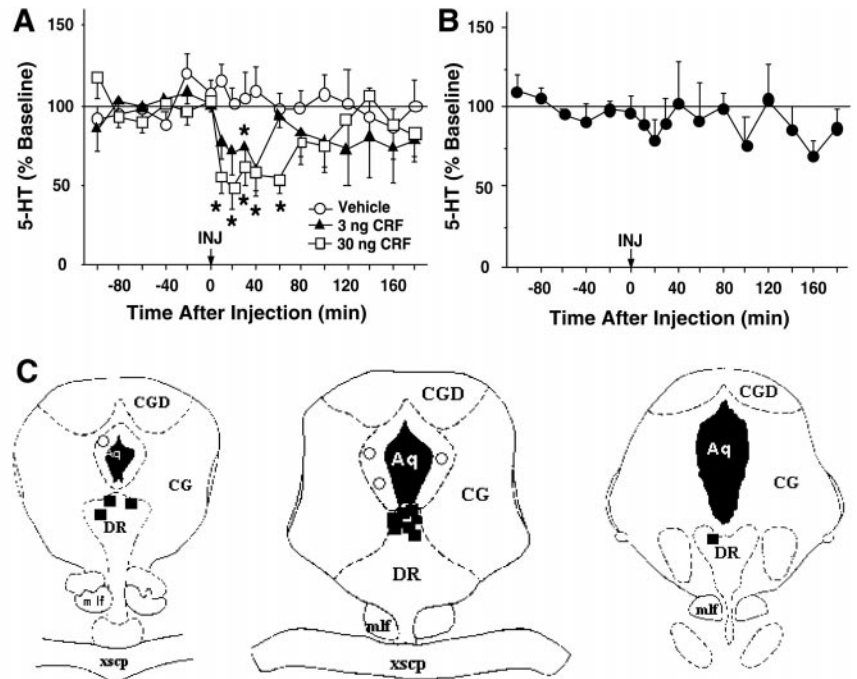 A
150
100
50
0
5-HT (% Baseline)
INJ
Vehicle
3 ng CRF
30 ng CRF
* * * * * *
-80 -40 0 40 80 120 160
Time After Injection (min)
B
150
100
50
0
5-HT (% Baseline)
INJ
-80 -40 0 40 80 120 160
Time After Injection (min)
C
CGD
Aq
CG
DR
mlf
xscp
CGD
Aq
CG
DR
mlf
xscp
CGD
Aq
CG
DR
mlf